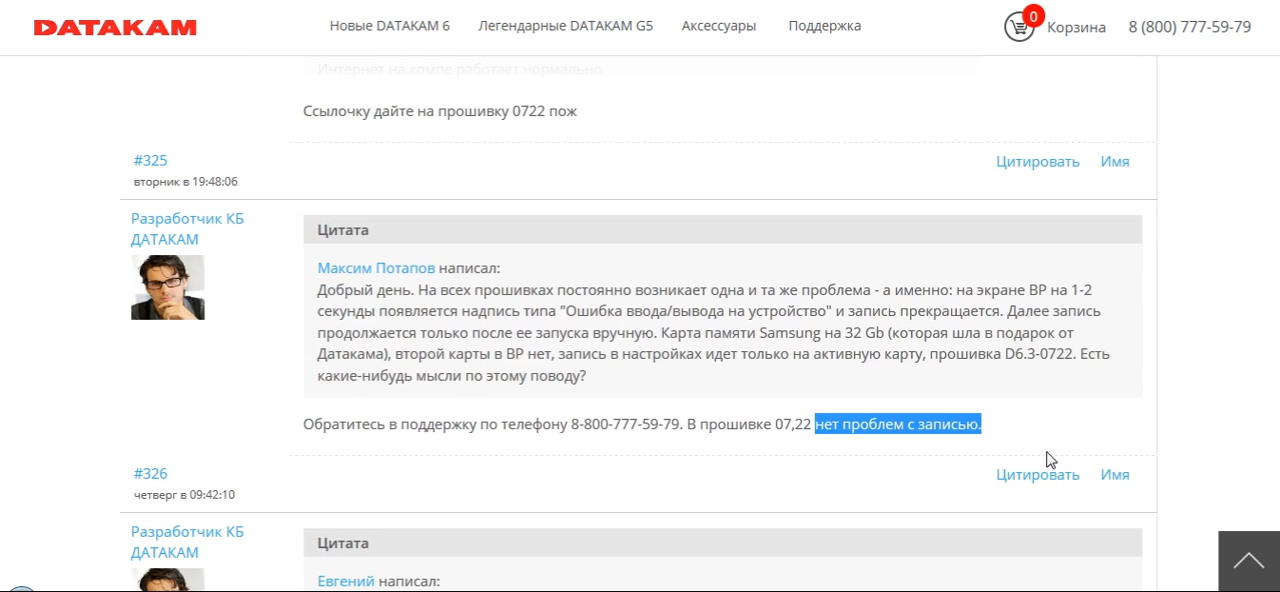 DATAKAM
Новые DATAKAM 6 Легендарные DATAKAM G5 Аксессуары Поддержка 0 Корзина 8 (800) 777-59-79
Интернет на компе работает нормально
Ссылочку дайте на прошивку 0722 пож
#325 Цитировать Имя
вторник в 19:48:06
Разработчик КБ
ДАТАКАМ
Цитата
Максим Потапов написал:
Добрый день. На всех прошивках постоянно возникает одна и та же проблема - а именно: на экране ВР на 1-2
секунды появляется надпись типа "Ошибка ввода/вывода на устройство" и запись прекращается. Далее запись
продолжается только после ее запуска вручную. Карта памяти Samsung на 32 Gb (которая шла в подарок от
Датакама), второй карты в ВР нет, запись в настройках идет только на активную карту, прошивка D6.3-0722. Есть
какие-нибудь мысли по этому поводу?
Обратитесь в поддержку по телефону 8-800-777-59-79. В прошивке 07,22 нет проблем с записью.
#326 Цитировать Имя
четверг в 09:42:10
Разработчик КБ
ДАТАКАМ
Цитата
Евгений написал: